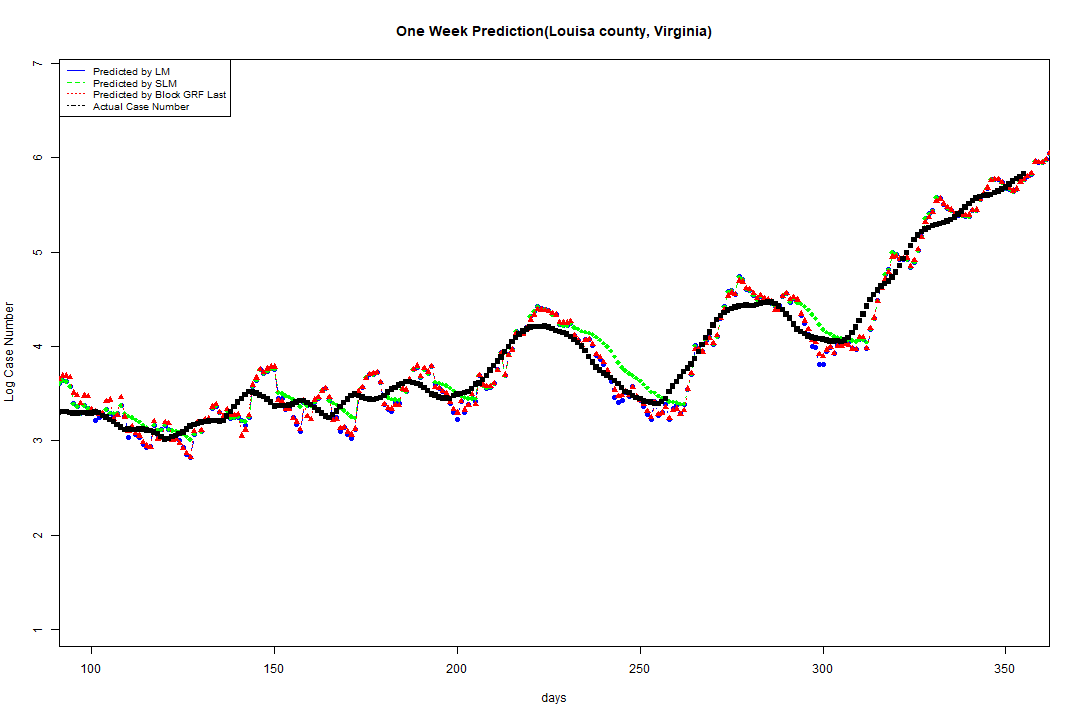 One Week Prediction(Louisa county, Virginia)
Predicted by LM
Predicted by SLM
Predicted by Block GRF Last
Actual Case Number
Log Case Number
7
6
5
4
3
2
1
100 150 200 250 300 350
days